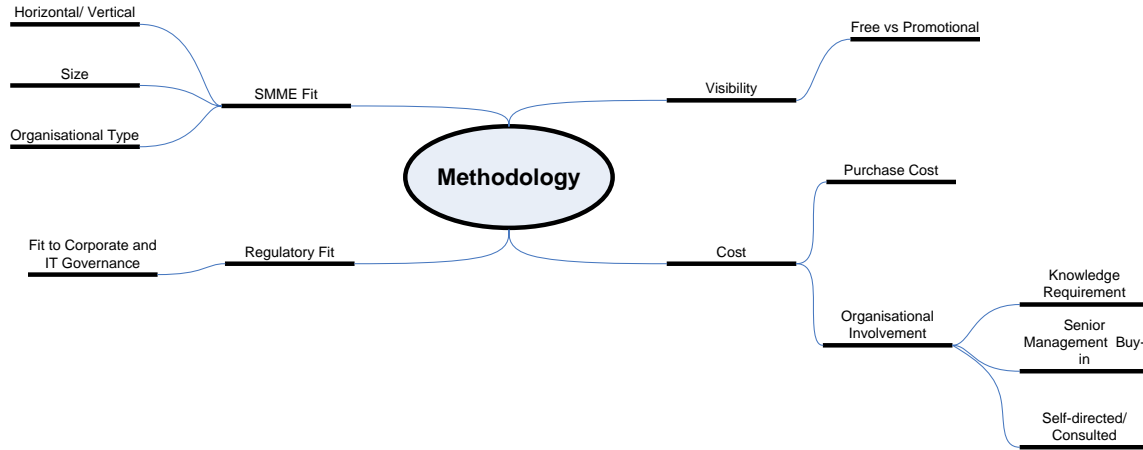 Horizontal/ Vertical
Size
Organisational Type
SMME Fit
Fit to Corporate and
IT Governance
Regulatory Fit
Methodology
Visibility
Free vs Promotional
Cost
Purchase Cost
Organisational
Involvement
Knowledge
Requirement
Senior
Management Buy-
in
Self-directed/
Consulted